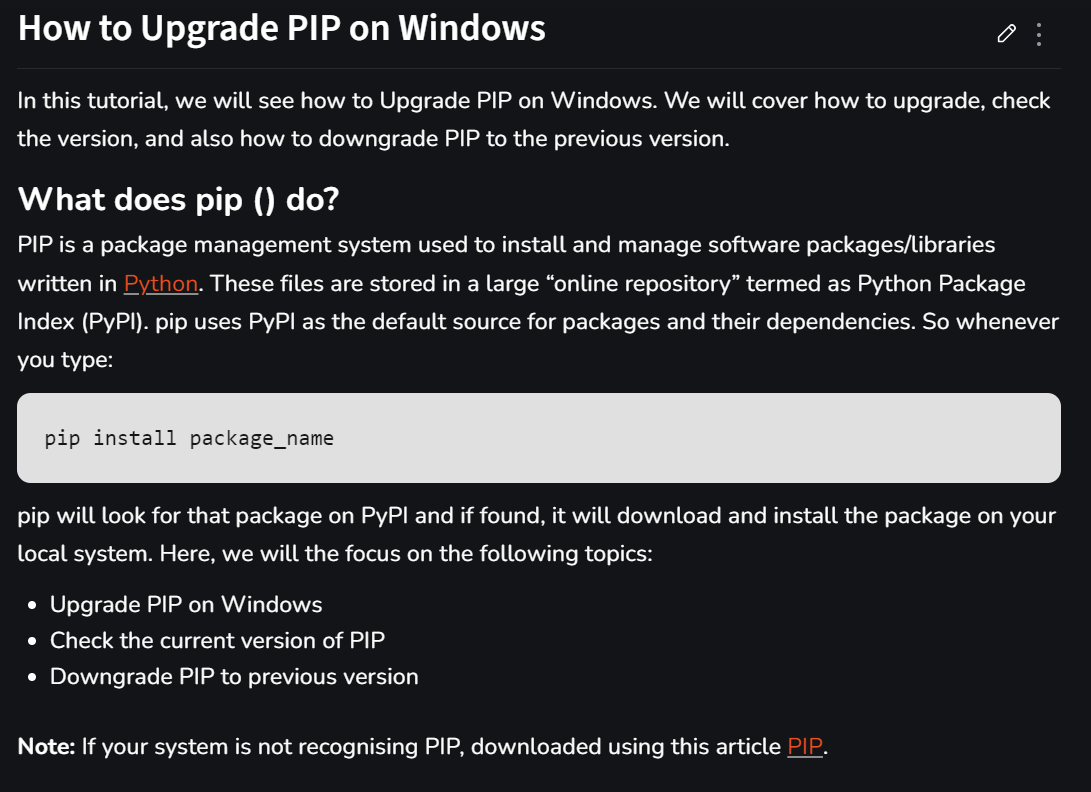 How to Upgrade PIP on Windows
In this tutorial, we will see how to Upgrade PIP on Windows. We will cover how to upgrade, check
the version, and also how to downgrade PIP to the previous version.
What does pip () do?
PIP is a package management system used to install and manage software packages/libraries
written in Python. These files are stored in a large “online repository” termed as Python Package
Index (PyPI). pip uses PyPI as the default source for packages and their dependencies. So whenever
you type:
pip install package_name
pip will look for that package on PyPI and if found, it will download and install the package on your
local system. Here, we will the focus on the following topics:
• Upgrade PIP on Windows
• Check the current version of PIP
• Downgrade PIP to previous version
Note: If your system is not recognising PIP, downloaded using this article PIP.